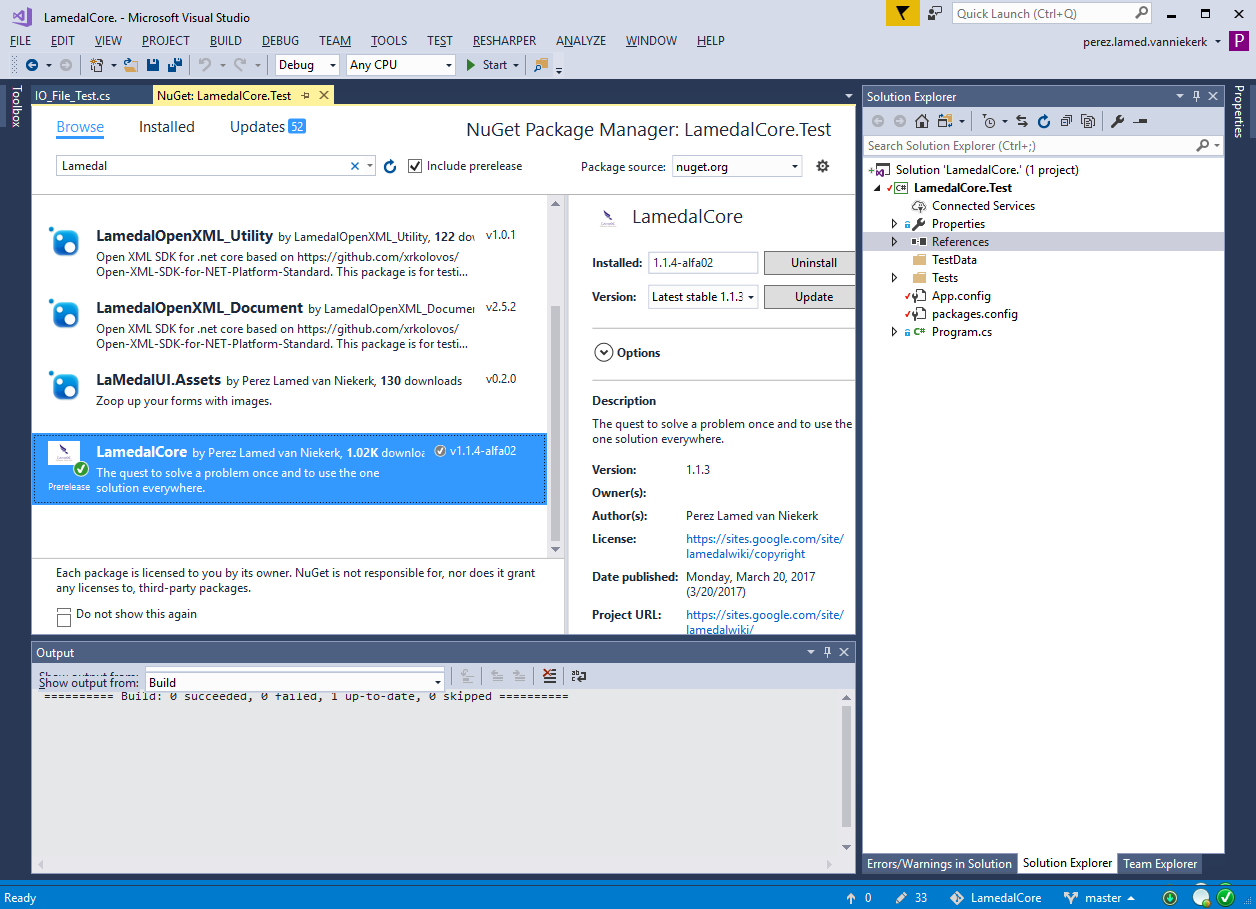 LamedalCore. - Microsoft Visual Studio
Quick Launch (Ctrl+Q)
FILE EDIT VIEW PROJECT BUILD DEBUG TEAM TOOLS TEST RESHARPER ANALYZE WINDOW HELP
perez.lamed.vanniekerk P
Debug Any CPU Start
Toolbox
IO_File_Test.cs NuGet: LamedalCore.Test
Browse Installed Updates 52
NuGet Package Manager: LamedalCore.Test
Lamedal
Include prerelease
Package source: nuget.org
LamedalOpenXML_Utility by LamedalOpenXML_Utility, 122 dov v1.0.1
Open XML SDK for .net core based on https://github.com/xrkolovos/
Open-XML-SDK-for-NET-Platform-Standard. This package is for testi...
LamedalOpenXML_Document by LamedalOpenXML_Documer v2.5.2
Open XML SDK for .net core based on https://github.com/xrkolovos/
Open-XML-SDK-for-NET-Platform-Standard. This package is for testi...
LaMedalUI.Assets by Perez Lamed van Niekerk, 130 downloads v0.2.0
Zoop up your forms with images.
LamedalCore by Perez Lamed van Niekerk, 1.02K downloa v1.1.4-alfa02
The quest to solve a problem once and to use the one
Prerelease solution everywhere.
Each package is licensed to you by its owner. NuGet is not responsible for, nor does it grant
any licenses to, third-party packages.
Do not show this again
LamedalCore
Installed: 1.1.4-alfa02 Uninstall
Version: Latest stable 1.1.3 Update
Options
Description
The quest to solve a problem once and to use the
one solution everywhere.
Version: 1.1.3
Owner(s):
Author(s): Perez Lamed van Niekerk
License: https://sites.google.com/site/
lamedalwiki/copyright
Date published: Monday, March 20, 2017
(3/20/2017)
Project URL: https://sites.google.com/site/
lamedalwiki/
Output
Show output from:
Show output from: Build
========== Build: 0 succeeded, 0 failed, 1 up-to-date, 0 skipped ==========
Solution Explorer
Search Solution Explorer (Ctrl+;)
Solution 'LamedalCore.' (1 project)
C# LamedalCore.Test
Connected Services
Properties
References
TestData
Tests
App.config
packages.config
C# Program.cs
Properties
Errors/Warnings in Solution Solution Explorer Team Explorer
Ready
0 33 LamedalCore master